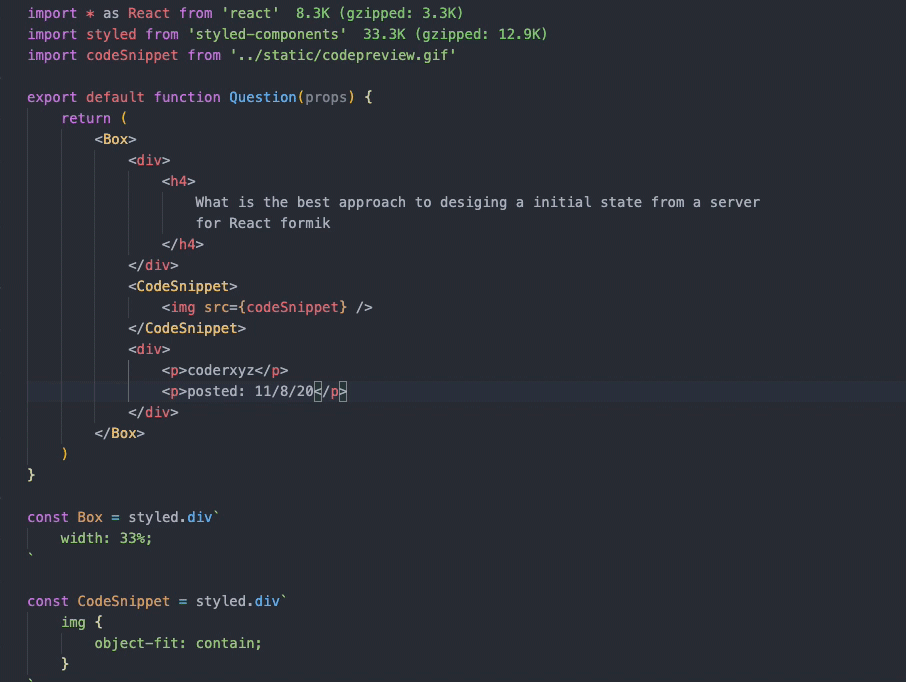 import * as React from 'react'  8.3K (gzipped: 3.3K)
import styled from 'styled-components'  33.3K (gzipped: 12.9K)
import codeSnippet from '../static/codepreview.gif'

export default function Question(props) {
    return (
        <Box>
            <div>
                <h4>
                    What is the best approach to desiging a initial state from a server
                    for React formik
                </h4>
            </div>
            <CodeSnippet>
                <img src={codeSnippet} />
            </CodeSnippet>
            <div>
                <p>coderxyz</p>
                <p>posted: 11/8/20</p>
            </div>
        </Box>
    )
}

const Box = styled.div`
    width: 33%;
`

const CodeSnippet = styled.div`
    img {
        object-fit: contain;
    }
`